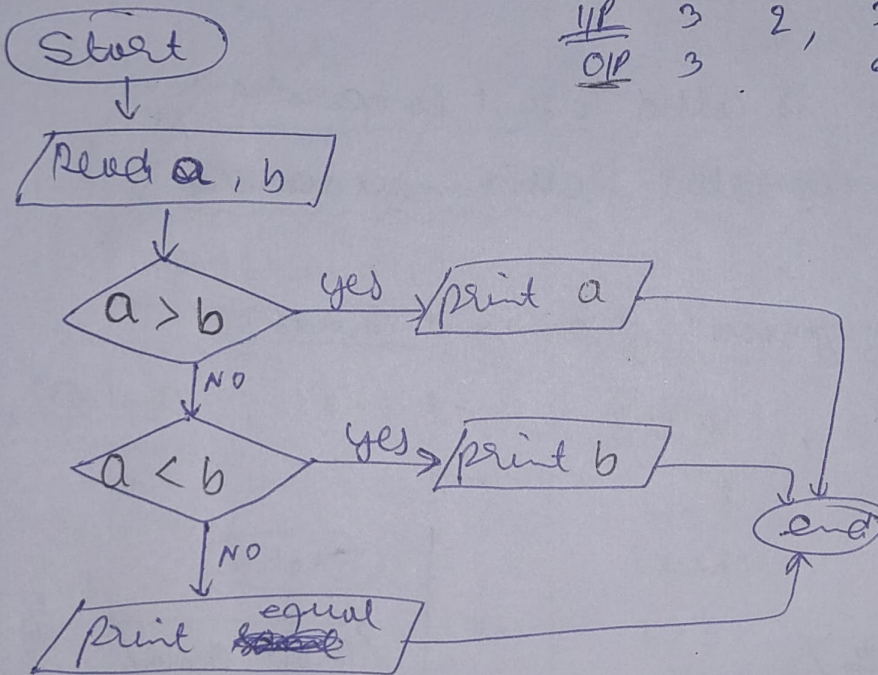 I/P 3 2,
O/P 3
Start
Read a, b
a > b
yes
print a
NO
a < b
yes
print b
end
NO
print equal